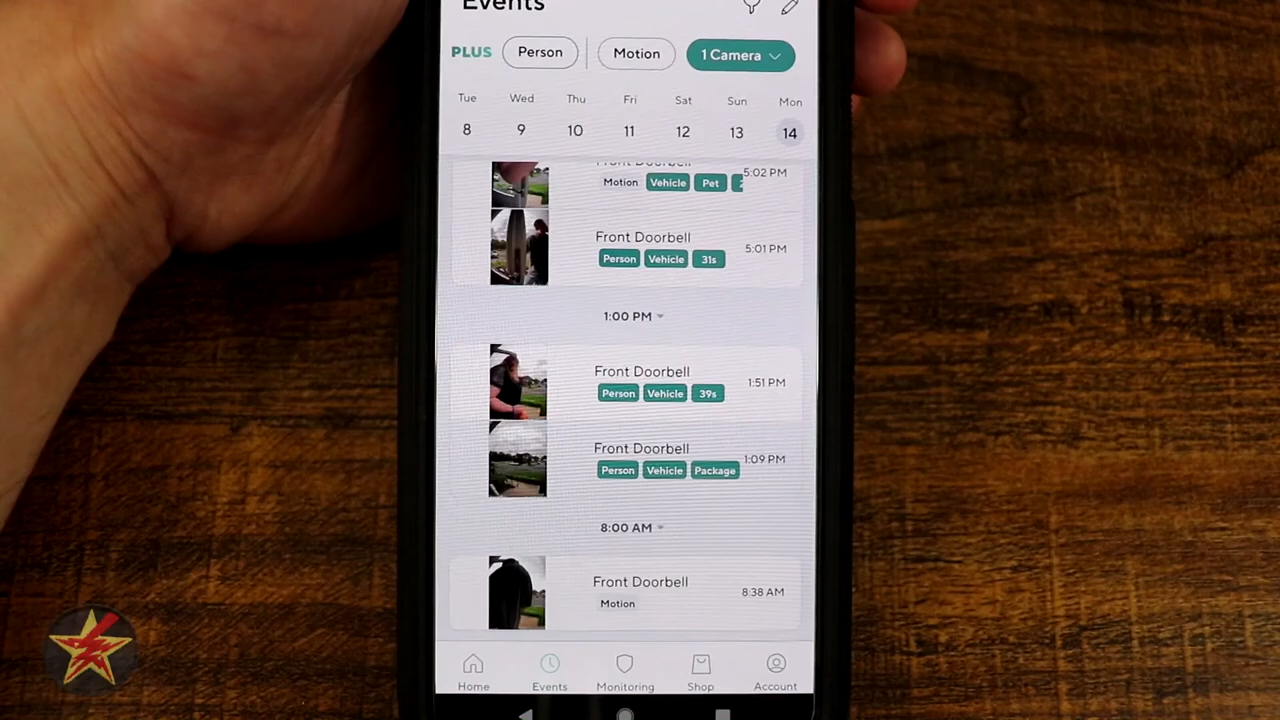 Events
PLUS Person Motion 1 Camera
Tue Wed Thu Fri Sat Sun Mon
8 9 10 11 12 13 14
Front Doorbell
5:02 PM
Motion Vehicle Pet
Front Doorbell
5:01 PM
Person Vehicle 31s
1:00 PM
Front Doorbell
1:51 PM
Person Vehicle 39s
Front Doorbell
1:09 PM
Person Vehicle Package
8:00 AM
Front Doorbell
8:38 AM
Motion
Home Events Monitoring Shop Account